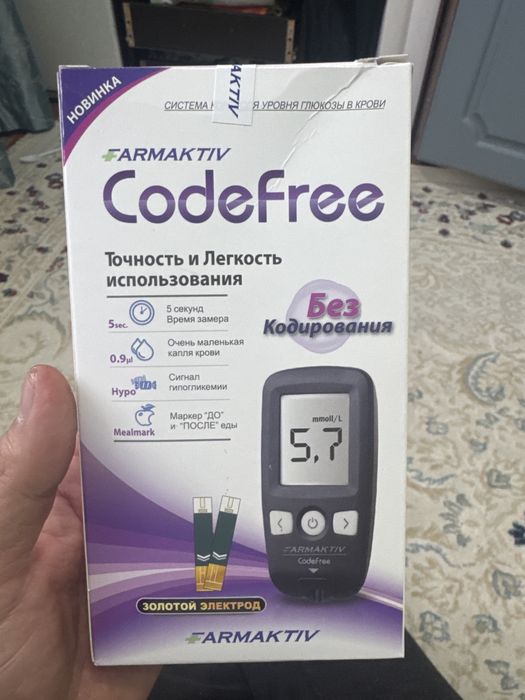 НОВИНКА
AKTIV
СИСТЕМА УРОВНЯ ГЛЮКОЗЫ В КРОВИ
FARMAKTIV
CodeFree
Точность и Легкость
использования
Без
Кодирования
5sec.
5 секунд
Время замера
0.9µl
Очень маленькая
капля крови
Hypo
Сигнал
гипогликемии
Mealmark
Маркер "ДО"
и "ПОСЛЕ" еды
mmoll/L
5,7
FARMAKTIV
CodeFree
ЗОЛОТОЙ ЭЛЕКТРОД
FARMAKTIV